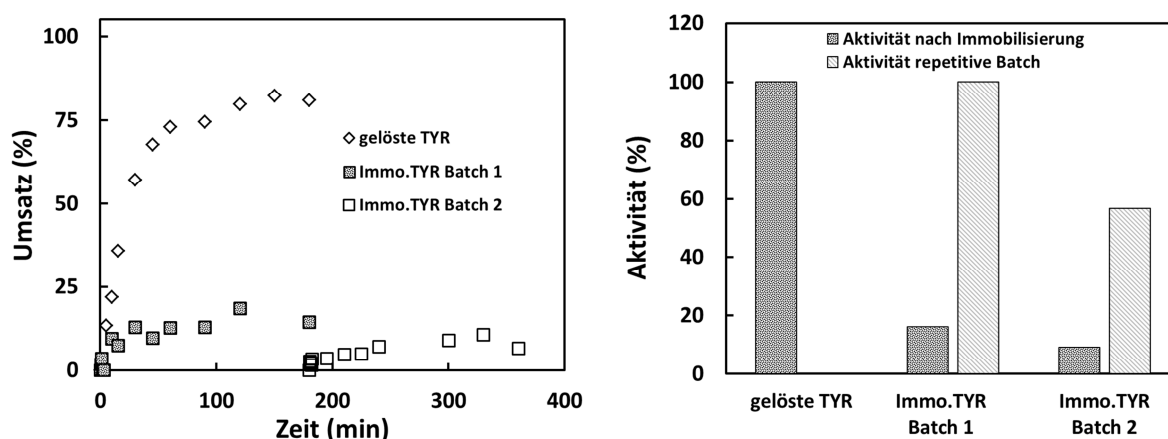 100
75
50
25
0
Umsatz (%)
gelöste TYR
Immo.TYR Batch 1
Immo.TYR Batch 2
0 100 200 300 400
Zeit (min)
120
100
80
60
40
20
0
Aktivität (%)
Aktivität nach Immobilisierung
Aktivität repetitive Batch
gelöste TYR Immo.TYR Immo.TYR
Batch 1 Batch 2